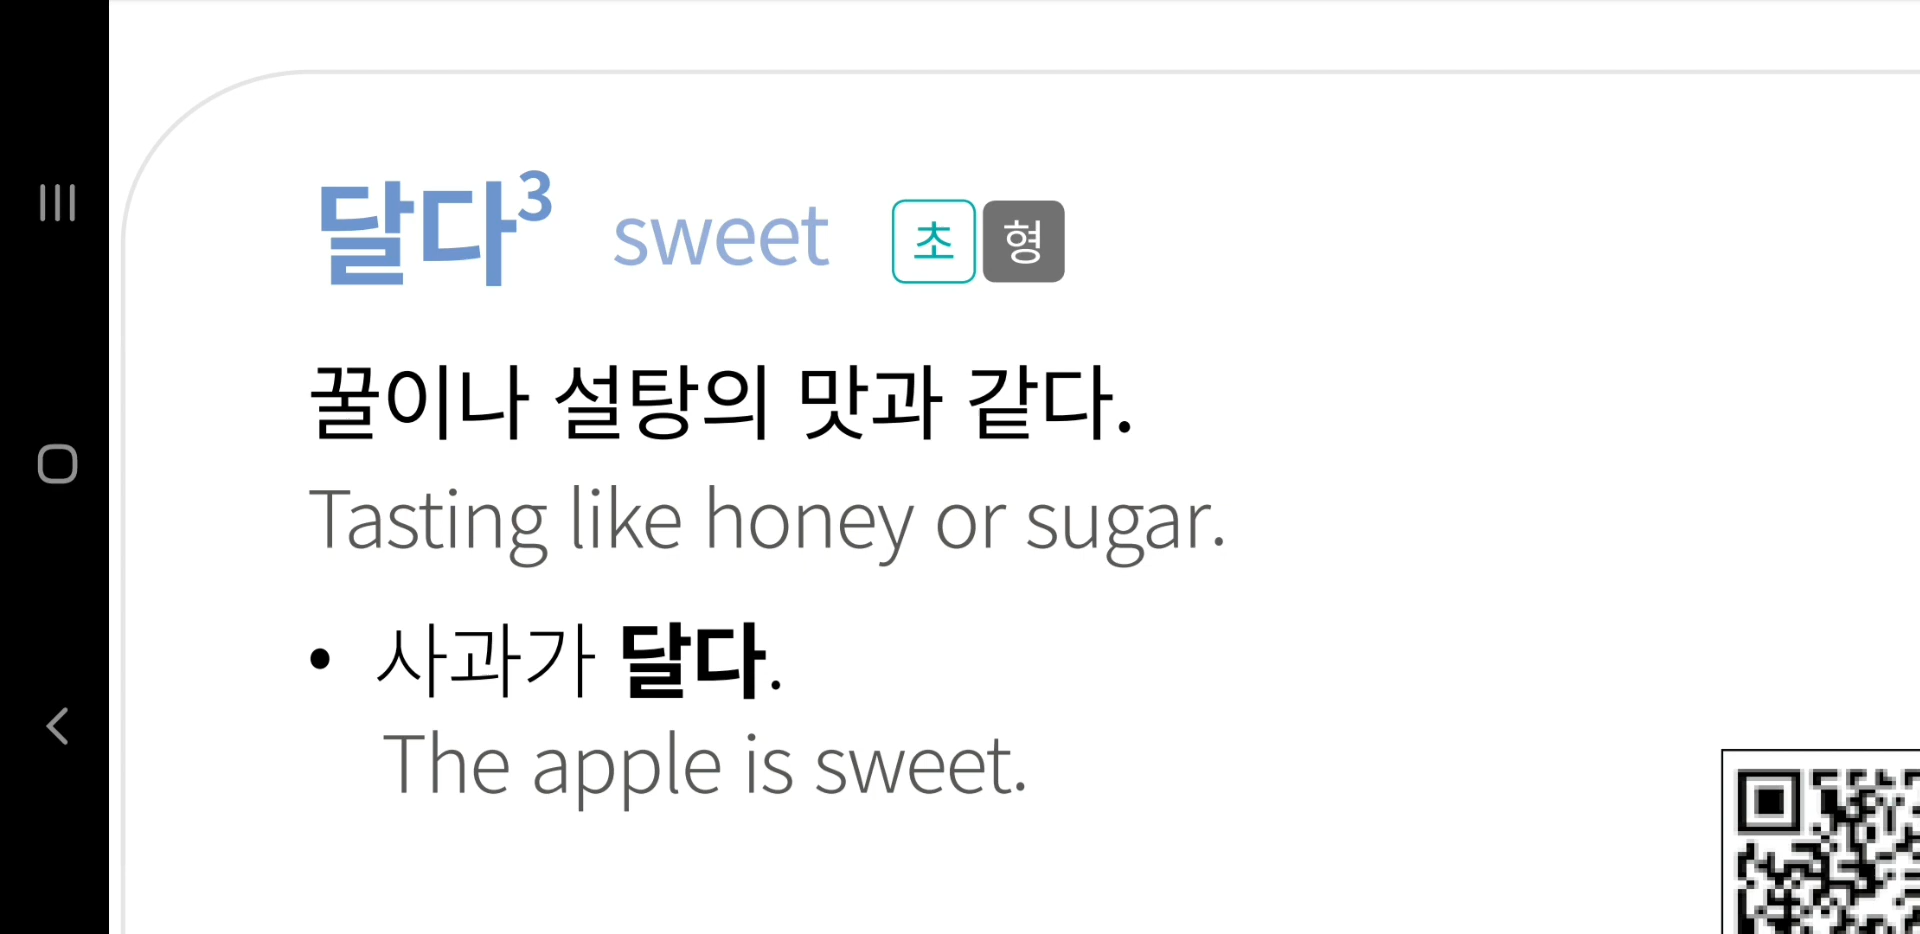 달다³ sweet 초 형
꿀이나 설탕의 맛과 같다.
Tasting like honey or sugar.
• 사과가 달다.
The apple is sweet.